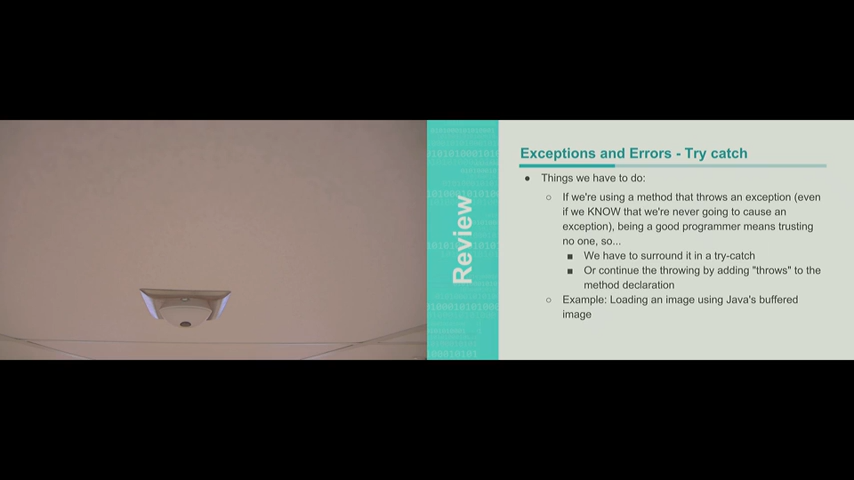 Review
Exceptions and Errors - Try catch
● Things we have to do:
○ If we're using a method that throws an exception (even
if we KNOW that we're never going to cause an
exception), being a good programmer means trusting
no one, so...
■ We have to surround it in a try-catch
■ Or continue the throwing by adding "throws" to the
method declaration
○ Example: Loading an image using Java's buffered
image